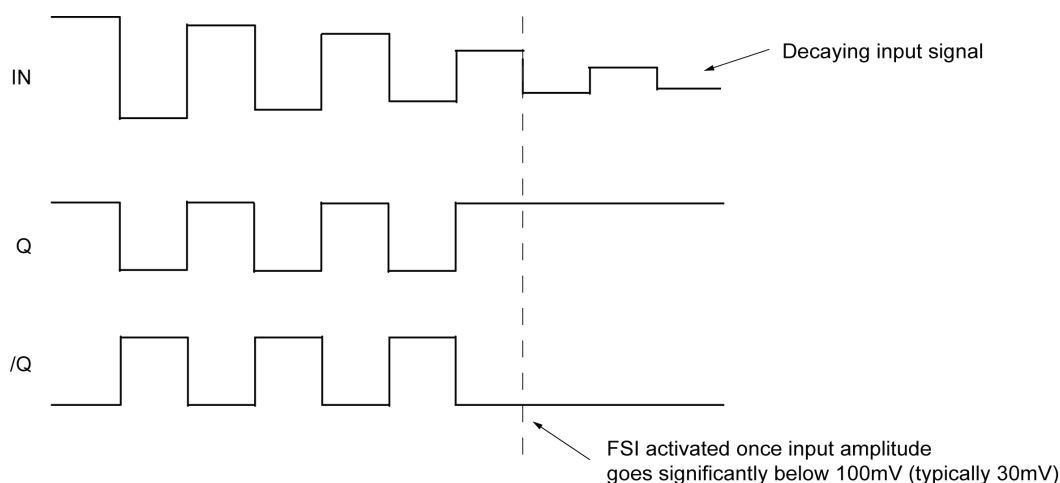 Decaying input signal
IN
Q
/Q
FSI activated once input amplitude
goes significantly below 100mV (typically 30mV)